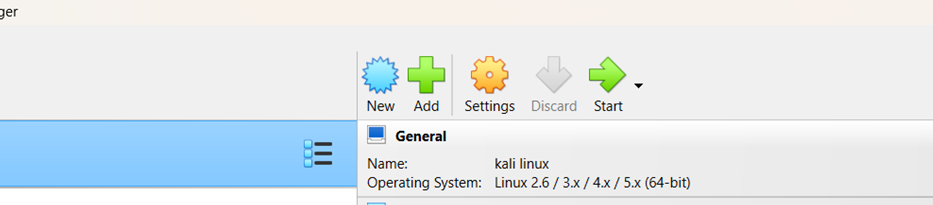 ger
New Add Settings Discard Start
General
Name: kali linux
Operating System: Linux 2.6 / 3.x / 4.x / 5.x (64-bit)